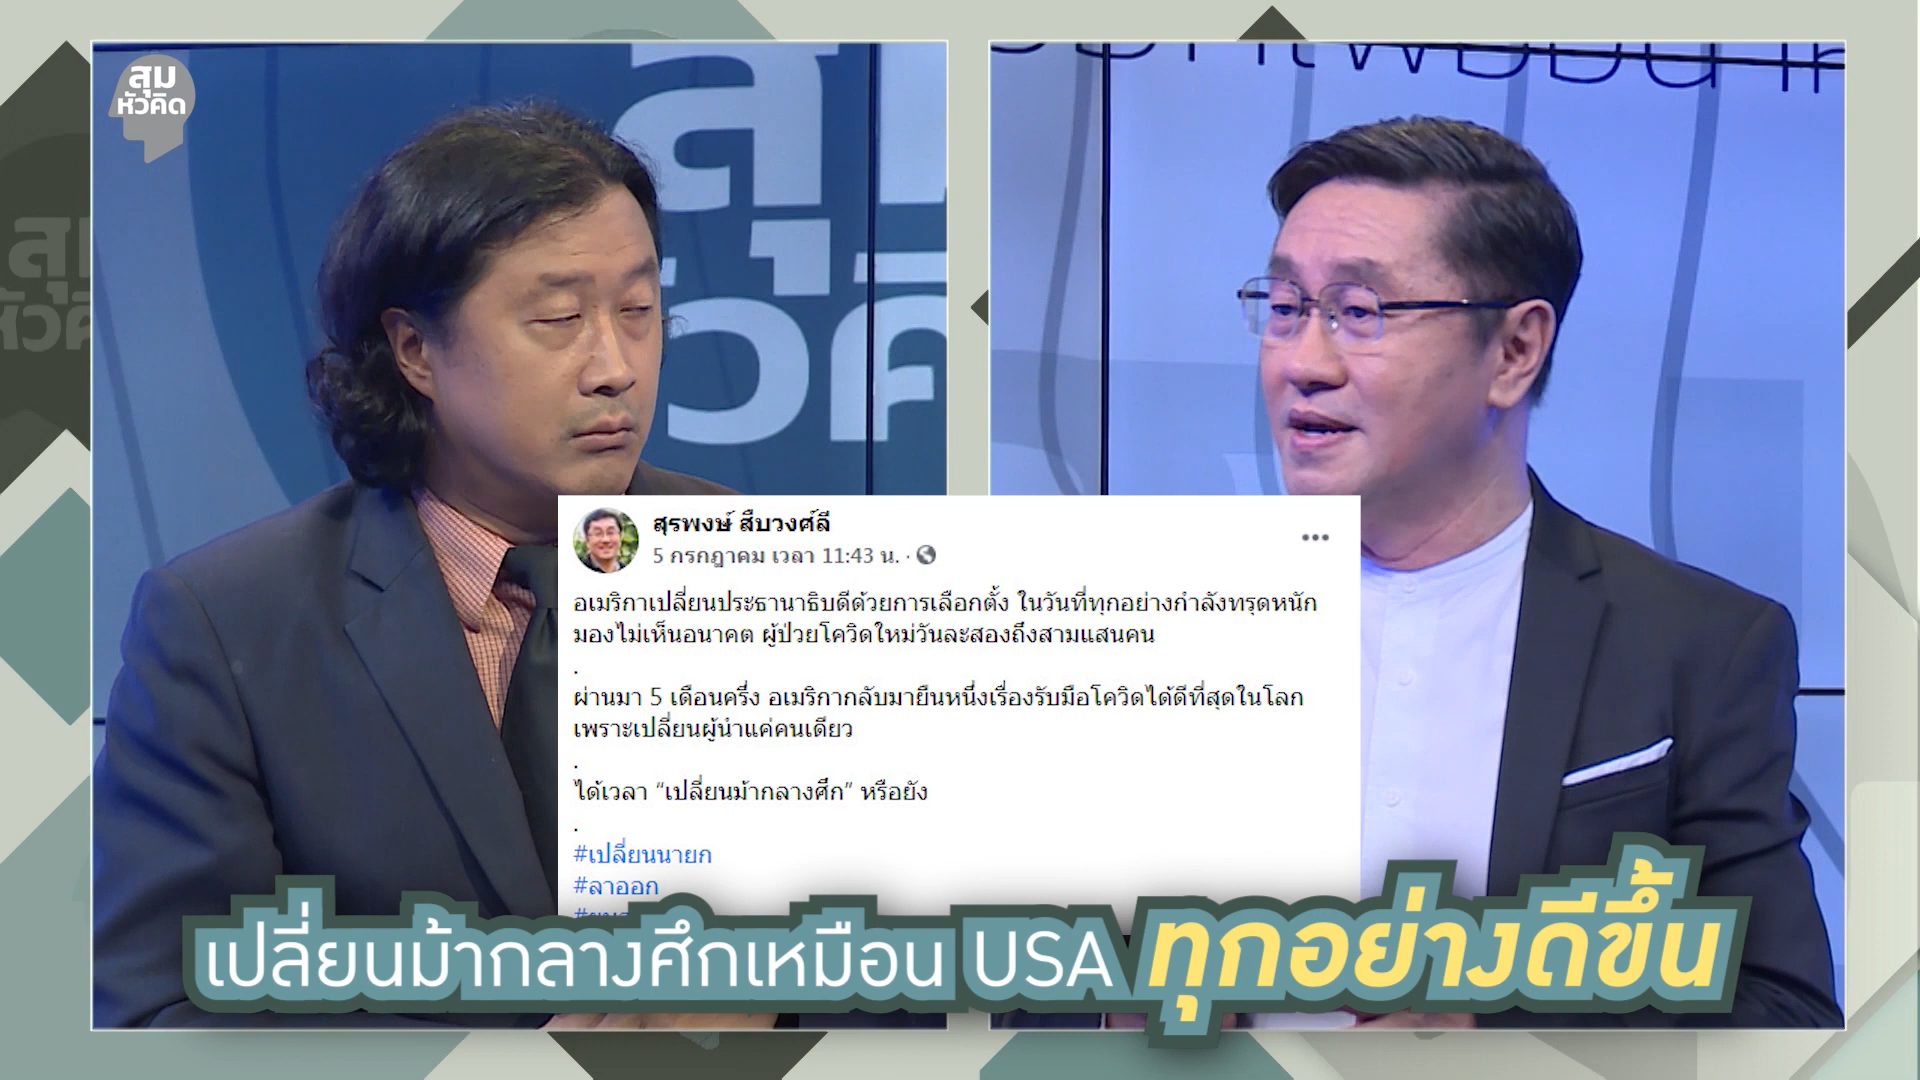 สุม
หัวคิด
สุรพงษ์ สืบวงศ์ลี
5 กรกฎาคม เวลา 11:43 น. ·
อเมริกาเปลี่ยนประธานาธิบดีด้วยการเลือกตั้ง ในวันที่ทุกอย่างกำลังทรุดหนัก
มองไม่เห็นอนาคต ผู้ป่วยโควิดใหม่วันละสองถึงสามแสนคน
.
ผ่านมา 5 เดือนครึ่ง อเมริกากลับมายืนหนึ่งเรื่องรับมือโควิดได้ดีที่สุดในโลก
เพราะเปลี่ยนผู้นำแค่คนเดียว
.
ได้เวลา “เปลี่ยนม้ากลางศึก” หรือยัง
.
#เปลี่ยนนายก
#ลาออก
เปลี่ยนม้ากลางศึกเหมือน USA ทุกอย่างดีขึ้น